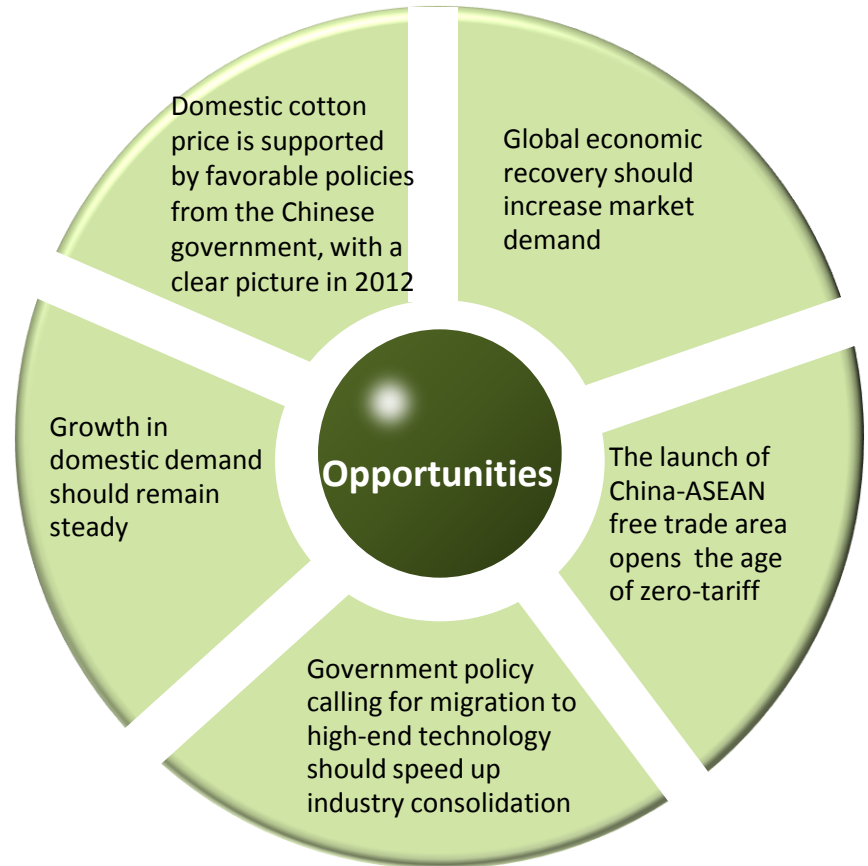 Domestic cotton
price is supported
by favorable policies
from the Chinese
government, with a
clear picture in 2012
Global economic
recovery should
increase market
demand
Growth in
domestic demand
should remain
steady
Opportunities
The launch of
China-ASEAN
free trade area
opens  the age
of zero-tariff
Government policy
calling for migration to
high-end technology
should speed up
industry consolidation